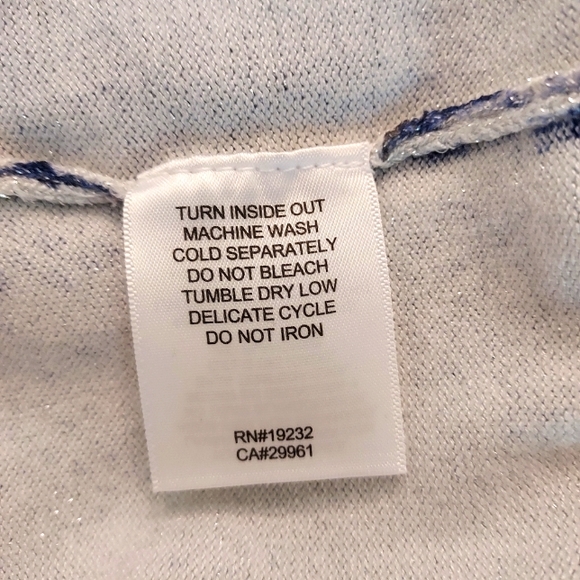 TURN INSIDE OUT
MACHINE WASH
COLD SEPARATELY
DO NOT BLEACH
TUMBLE DRY LOW
DELICATE CYCLE
DO NOT IRON
RN#19232
CA#29961